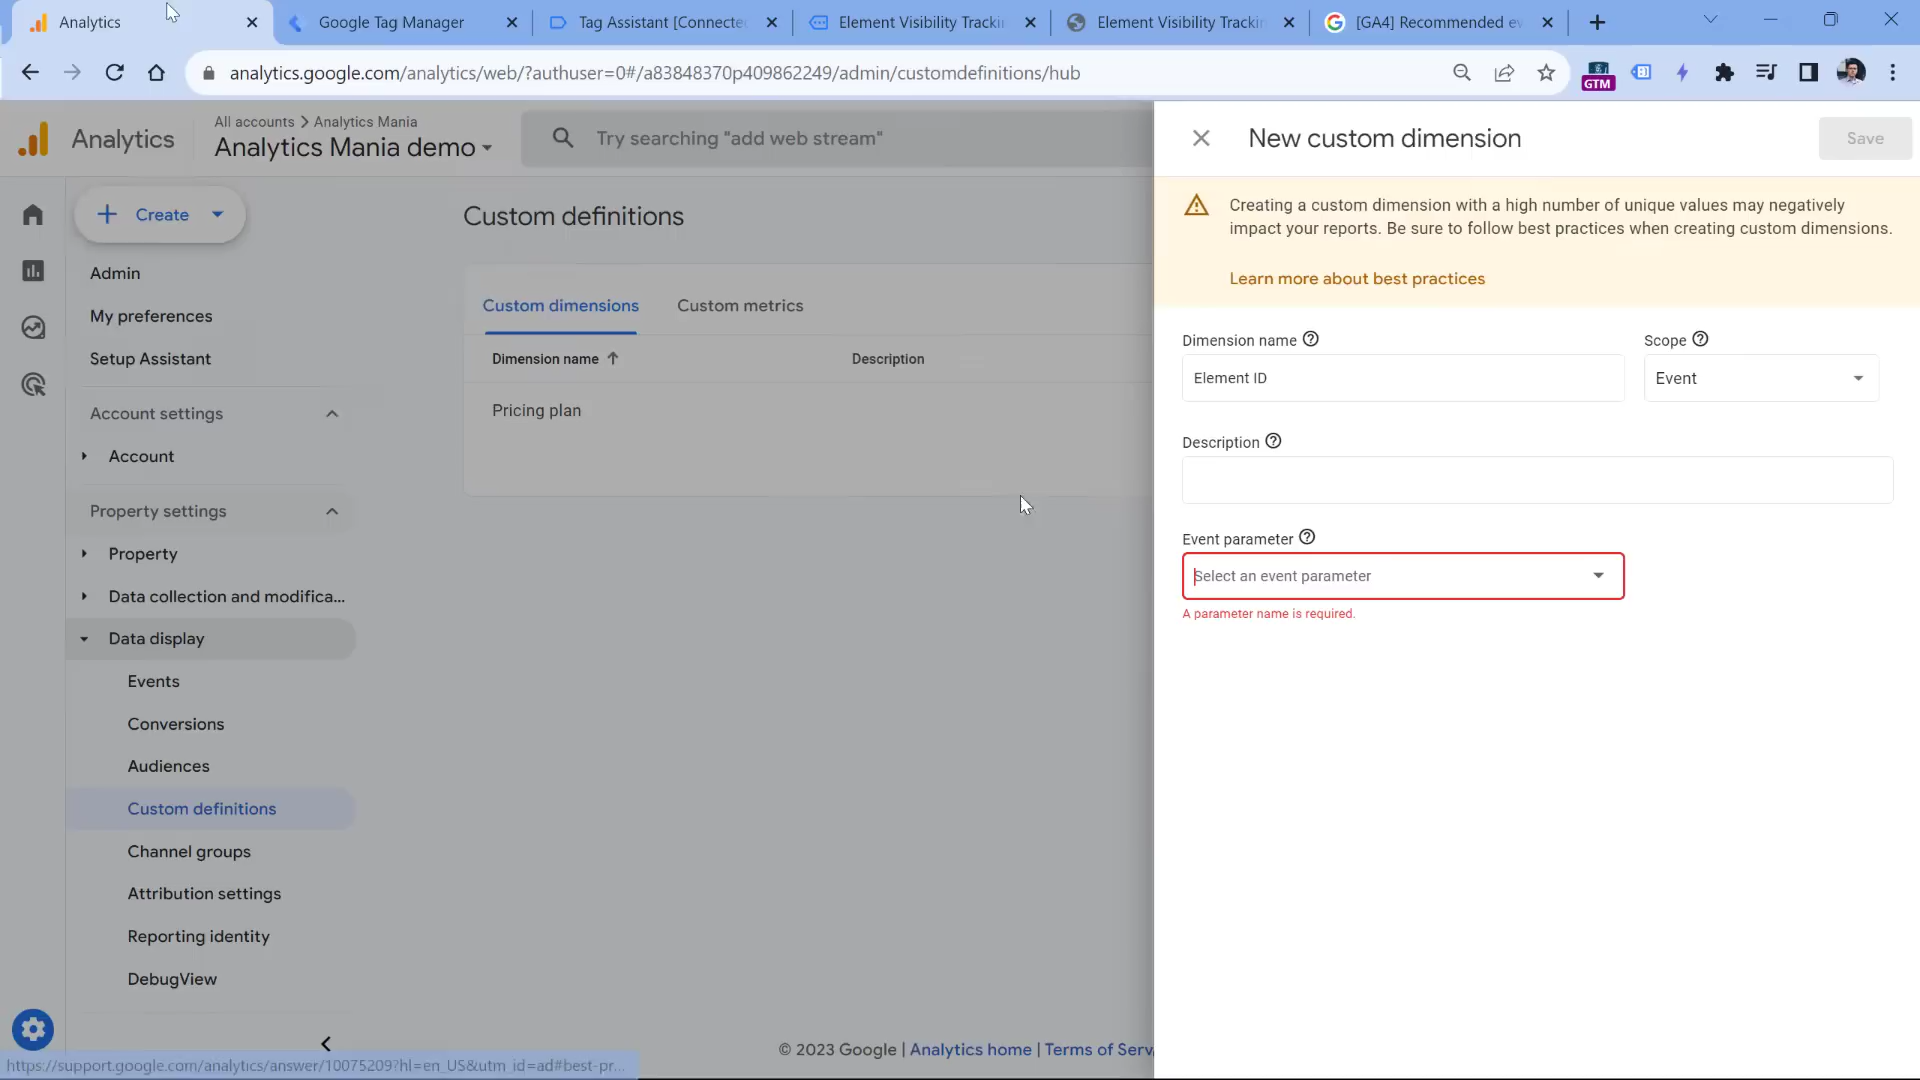 Analytics
Google Tag Manager
Tag Assistant [Connecte
Element Visibility Trackin
Element Visibility Trackin
[GA4] Recommended ev
analytics.google.com/analytics/web/?authuser=0#/a83848370p409862249/admin/customdefinitions/hub
GTM
Analytics
All accounts > Analytics Mania
Analytics Mania demo
Try searching "add web stream"
New custom dimension
Save
Creating a custom dimension with a high number of unique values may negatively
impact your reports. Be sure to follow best practices when creating custom dimensions.
Learn more about best practices
Create
Admin
My preferences
Setup Assistant
Account settings
Account
Property settings
Property
Data collection and modifica...
Data display
Events
Conversions
Audiences
Custom definitions
Channel groups
Attribution settings
Reporting identity
DebugView
Custom definitions
Custom dimensions
Custom metrics
Dimension name
Description
Pricing plan
Dimension name
Scope
Element ID
Event
Description
Event parameter
Select an event parameter
A parameter name is required.
© 2023 Google | Analytics home | Terms of Serv
https://support.google.com/analytics/answer/10075209?hl=en_US&utm_id=ad#best-pr...